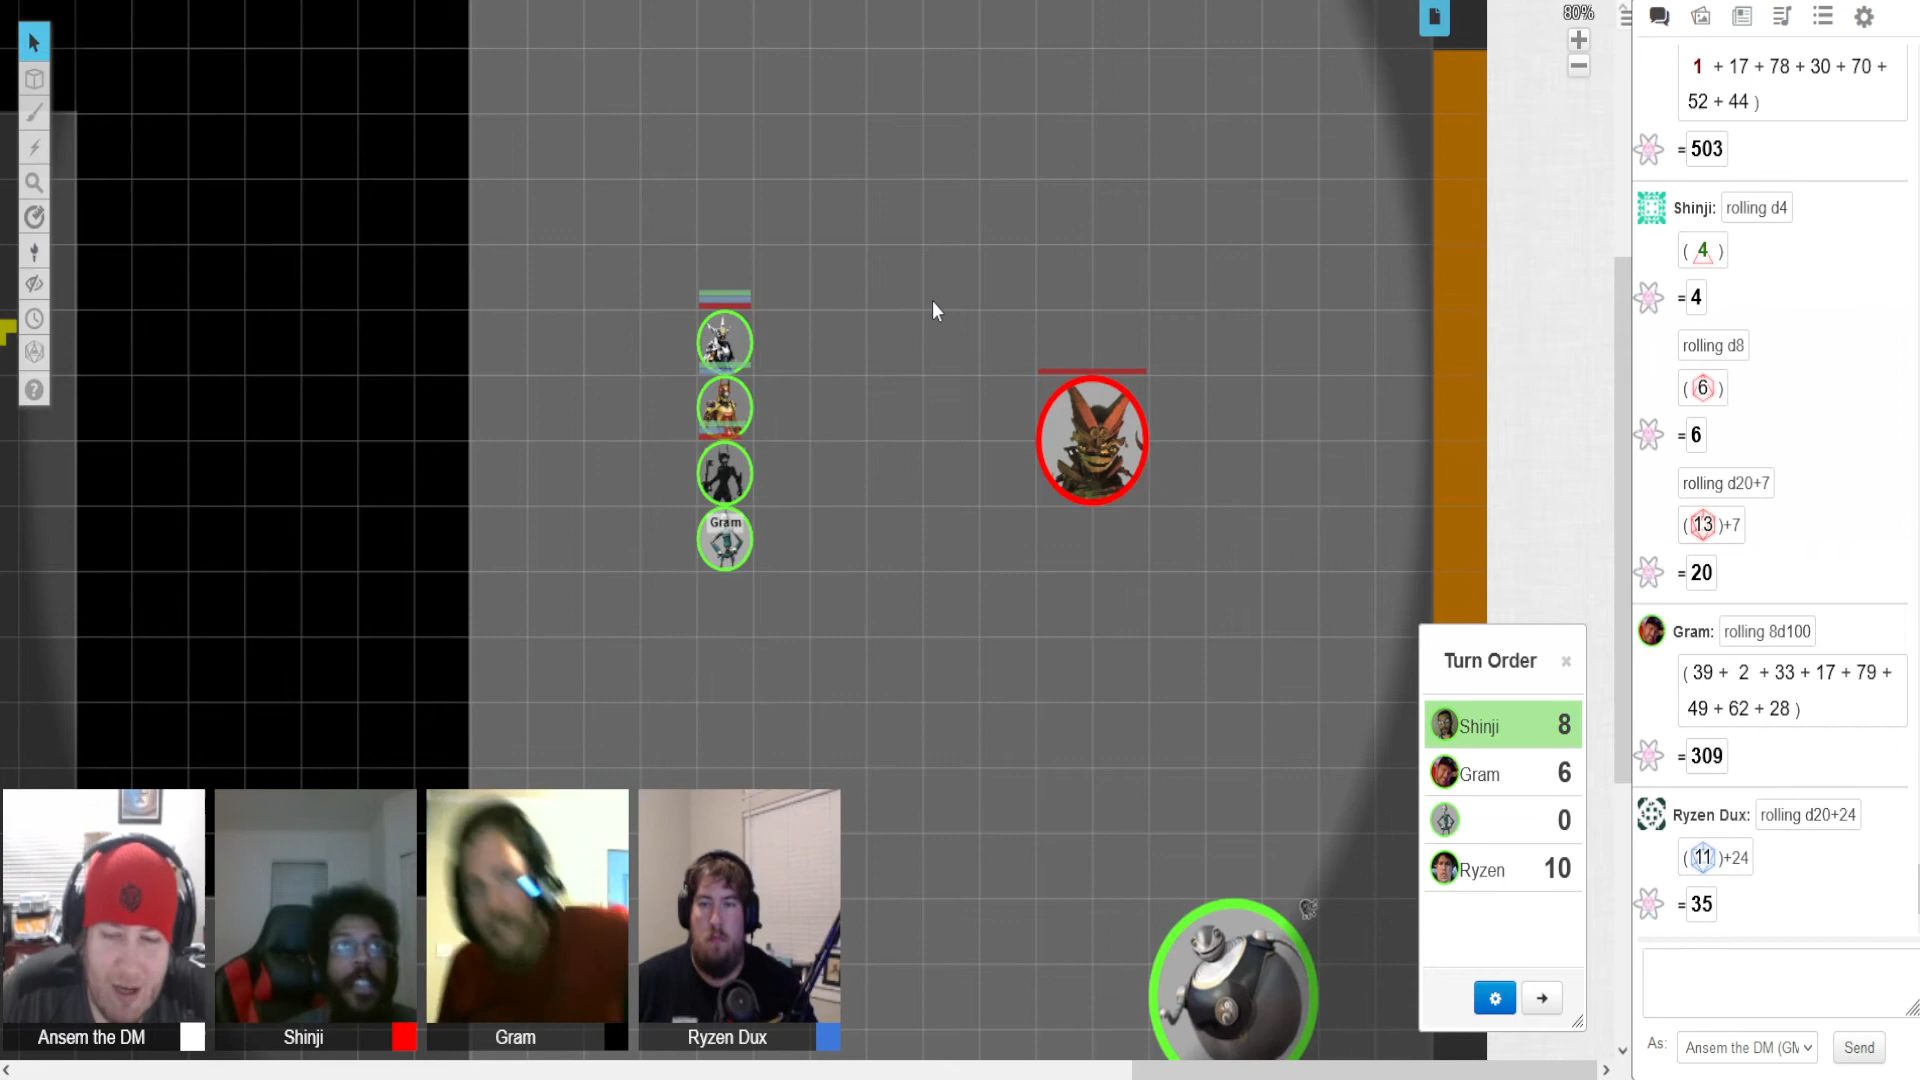 80%
1 + 17 + 78 + 30 + 70 +
52 + 44 )
= 503
Shinji: rolling d4
( 4 )
= 4
rolling d8
( 6 )
= 6
rolling d20+7
( 13 )+7
= 20
Gram: rolling 8d100
( 39 + 2 + 33 + 17 + 79 +
49 + 62 + 28 )
= 309
Ryzen Dux: rolling d20+24
( 11 )+24
= 35
As: Ansem the DM (GM
Send
Gram
Turn Order ×
Shinji 8
Gram 6
0
Ryzen 10
Ansem the DM
Shinji
Gram
Ryzen Dux